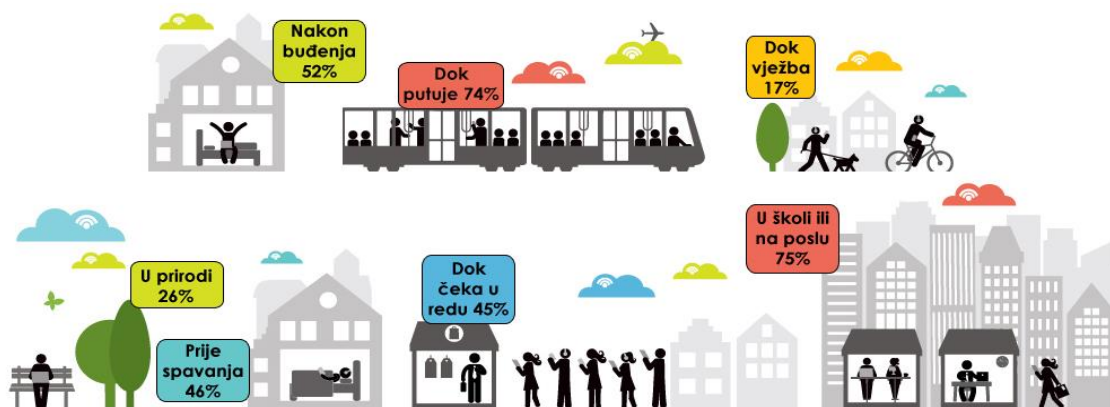 Nakon
buđenja
52%
Dok
putuje 74%
Dok
vježba
17%
U prirodi
26%
Prije
spavanja
46%
Dok
čeka u
redu 45%
U školi ili
na poslu
75%